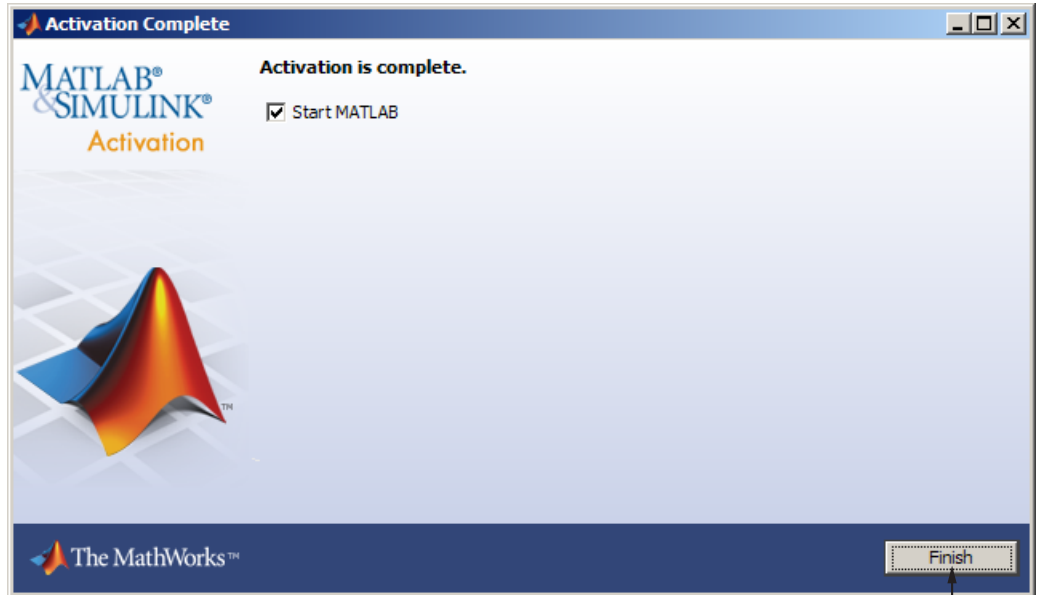 Activation Complete
MATLAB®
&SIMULINK®
Activation
Activation is complete.
Start MATLAB
TM
The MathworksTM
Finish